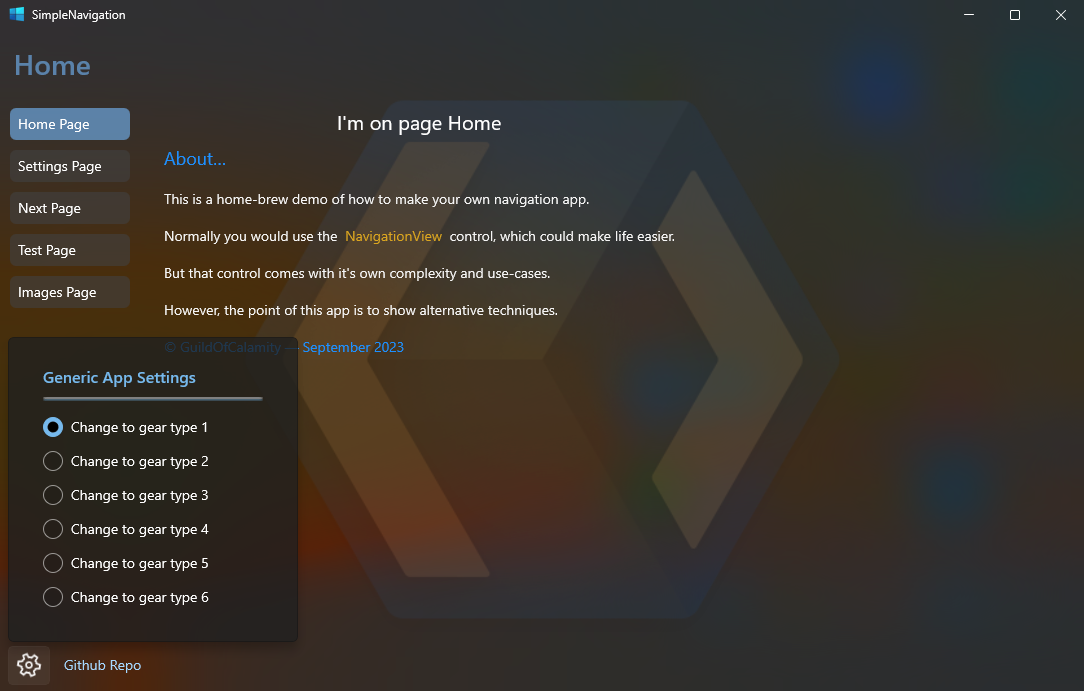 SimpleNavigation
Home
Home Page
Settings Page
Next Page
Test Page
Images Page
I'm on page Home
About...
This is a home-brew demo of how to make your own navigation app.
Normally you would use the NavigationView control, which could make life easier.
But that control comes with it's own complexity and use-cases.
However, the point of this app is to show alternative techniques.
© GuildOfCalamity — September 2023
Generic App Settings
Change to gear type 1
Change to gear type 2
Change to gear type 3
Change to gear type 4
Change to gear type 5
Change to gear type 6
Github Repo